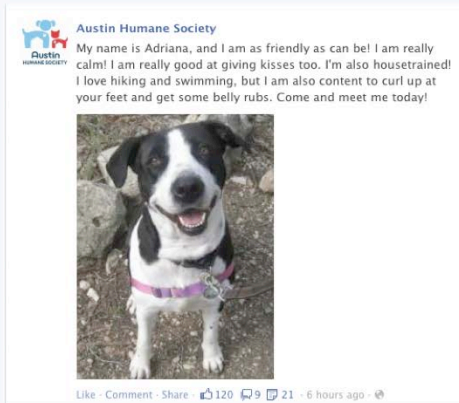 Austin Humane Society
Austin
HUMANE SOCIETY
My name is Adriana, and I am as friendly as can be! I am really
calm! I am really good at giving kisses too. I'm also housetrained!
I love hiking and swimming, but I am also content to curl up at
your feet and get some belly rubs. Come and meet me today!
Like · Comment · Share · 120 9 21 · 6 hours ago ·